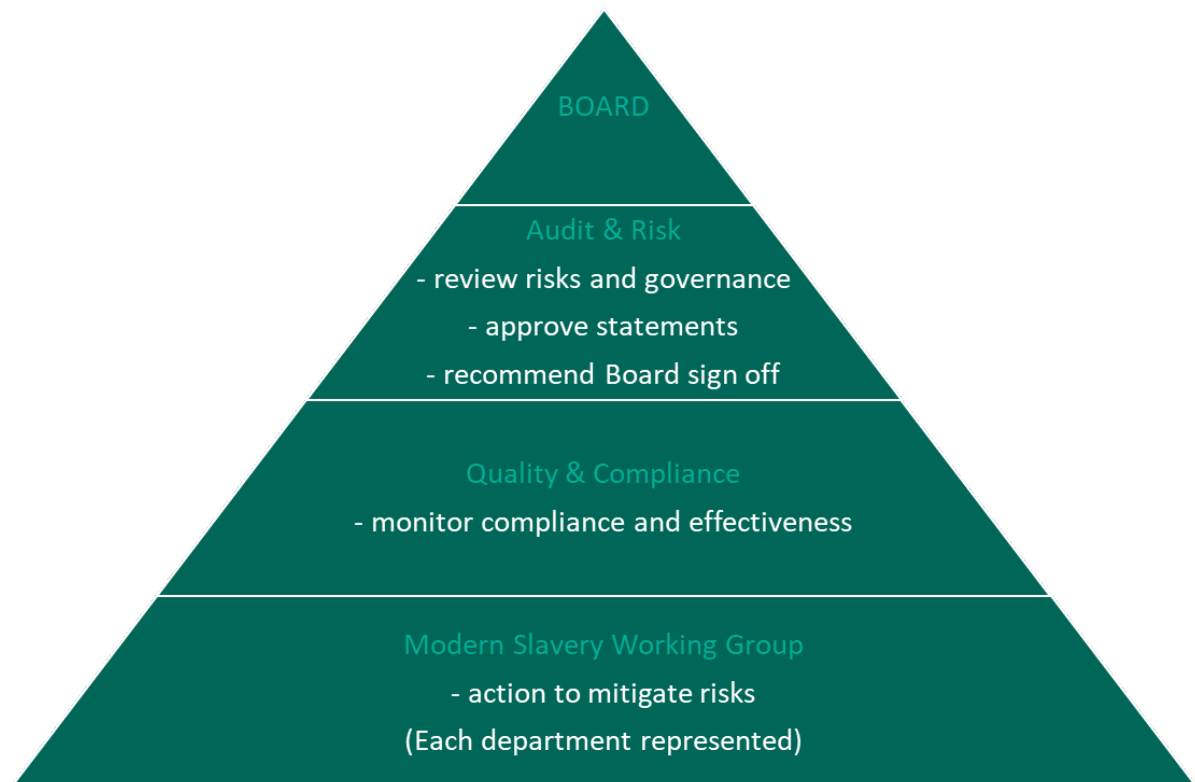 BOARD
Audit & Risk
- review risks and governance
- approve statements
- recommend Board sign off
Quality & Compliance
- monitor compliance and effectiveness
Modern Slavery Working Group
- action to mitigate risks
(Each department represented)